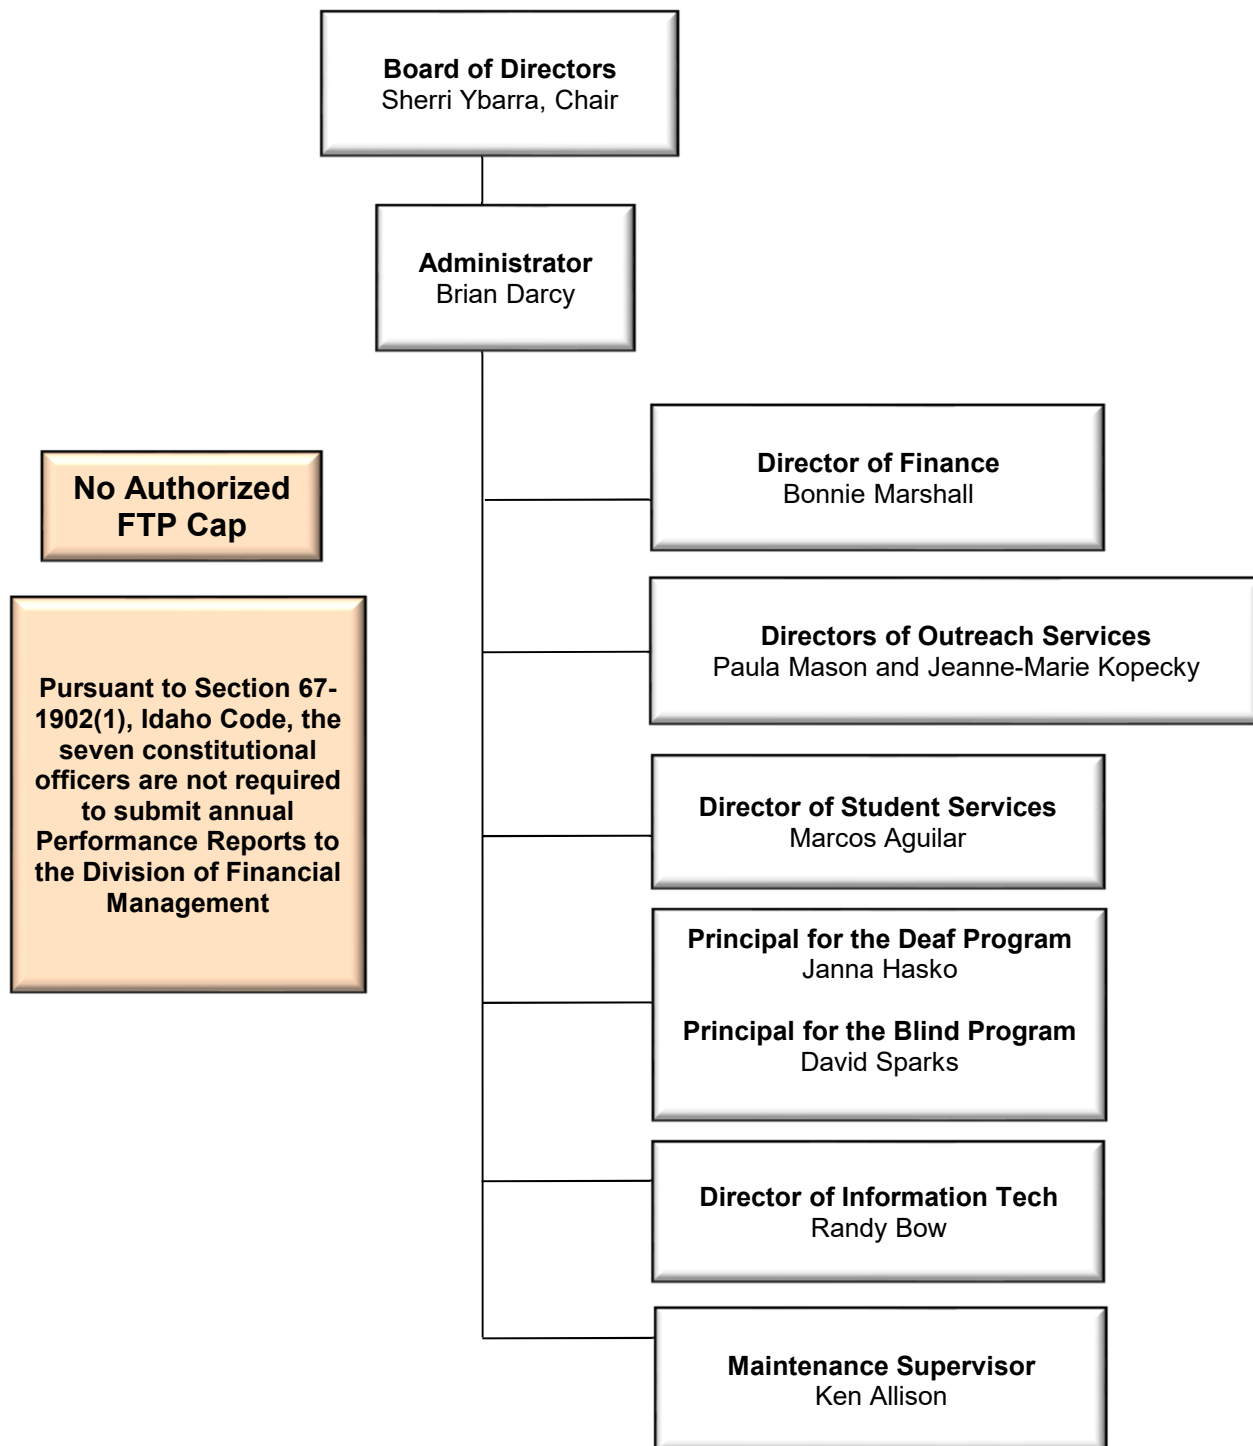 Board of Directors
Sherri Ybarra, Chair
Administrator
Brian Darcy
No Authorized
FTP Cap
Pursuant to Section 67-
1902(1), Idaho Code, the
seven constitutional
officers are not required
to submit annual
Performance Reports to
the Division of Financial
Management
Director of Finance
Bonnie Marshall
Directors of Outreach Services
Paula Mason and Jeanne-Marie Kopecky
Director of Student Services
Marcos Aguilar
Principal for the Deaf Program
Janna Hasko
Principal for the Blind Program
David Sparks
Director of Information Tech
Randy Bow
Maintenance Supervisor
Ken Allison